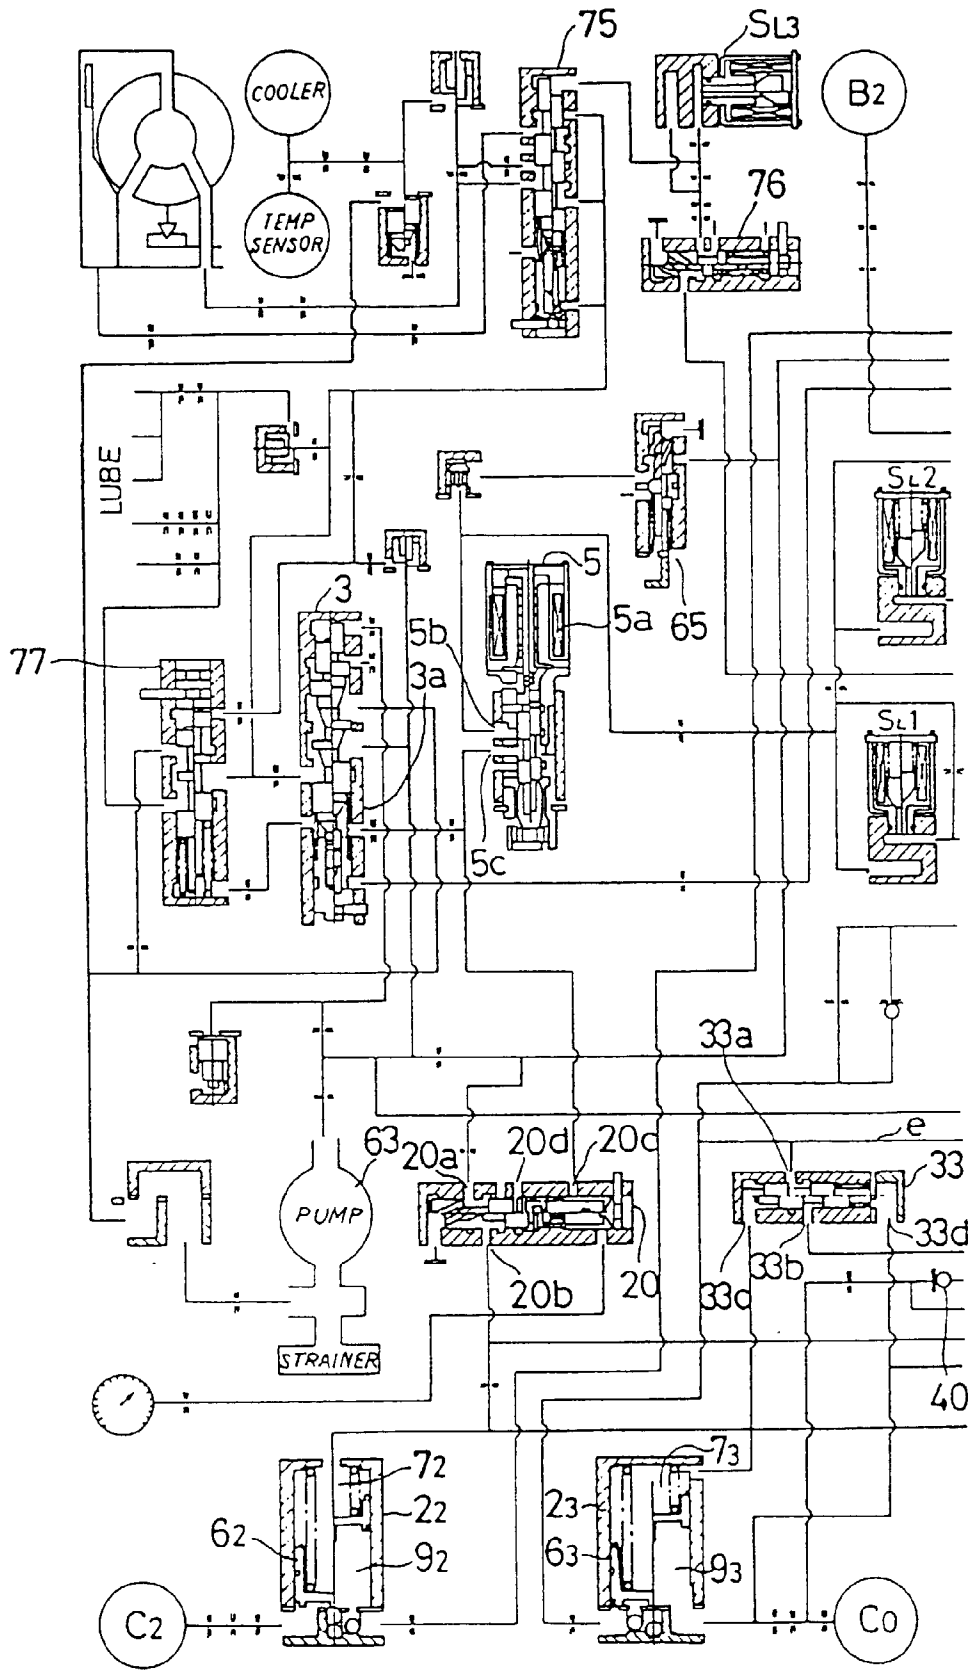 75
SL3
COOLER
B2
TEMP
SENSOR
76
LUBE
SL2
5
3
5b
5a
65
77
3a
SL1
5c
33a
e
63
20a
20d
20c
33
PUMP
33d
33b
20b
20
33c
STRAINER
40
72
73
22
23
62
92
63
93
C2
C0